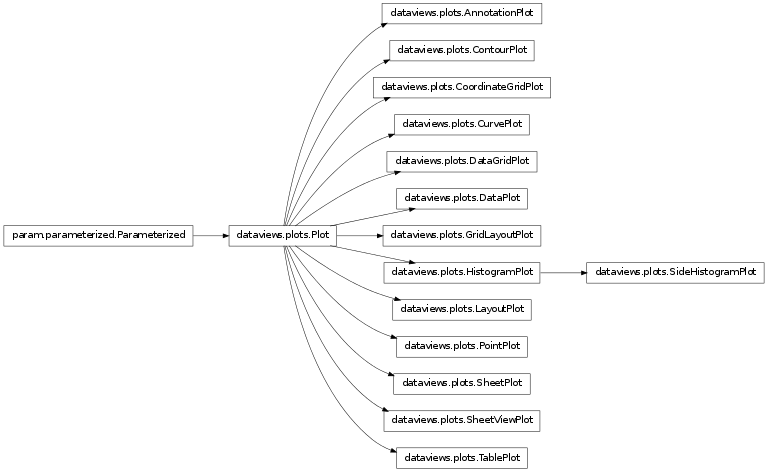 dataviews.plots.AnnotationPlot
dataviews.plots.ContourPlot
dataviews.plots.CoordinateGridPlot
dataviews.plots.CurvePlot
dataviews.plots.DataGridPlot
dataviews.plots.DataPlot
param.parameterized.Parameterized
dataviews.plots.Plot
dataviews.plots.GridLayoutPlot
dataviews.plots.HistogramPlot
dataviews.plots.SideHistogramPlot
dataviews.plots.LayoutPlot
dataviews.plots.PointPlot
dataviews.plots.SheetPlot
dataviews.plots.SheetViewPlot
dataviews.plots.TablePlot